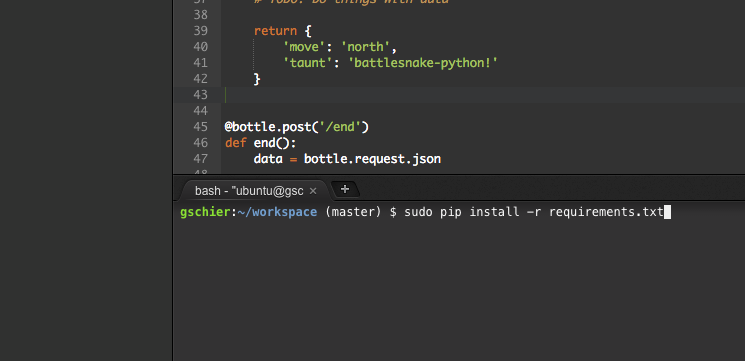 37 # TODO: Do things with data
38
39 return {
40 'move': 'north',
41 'taunt': 'battlesnake-python!'
42 }
43
44
45 @bottle.post('/end')
46 def end():
47 data = bottle.request.json
48
bash - "ubuntu@gsc × +
gschier:~/workspace (master) $ sudo pip install -r requirements.txt